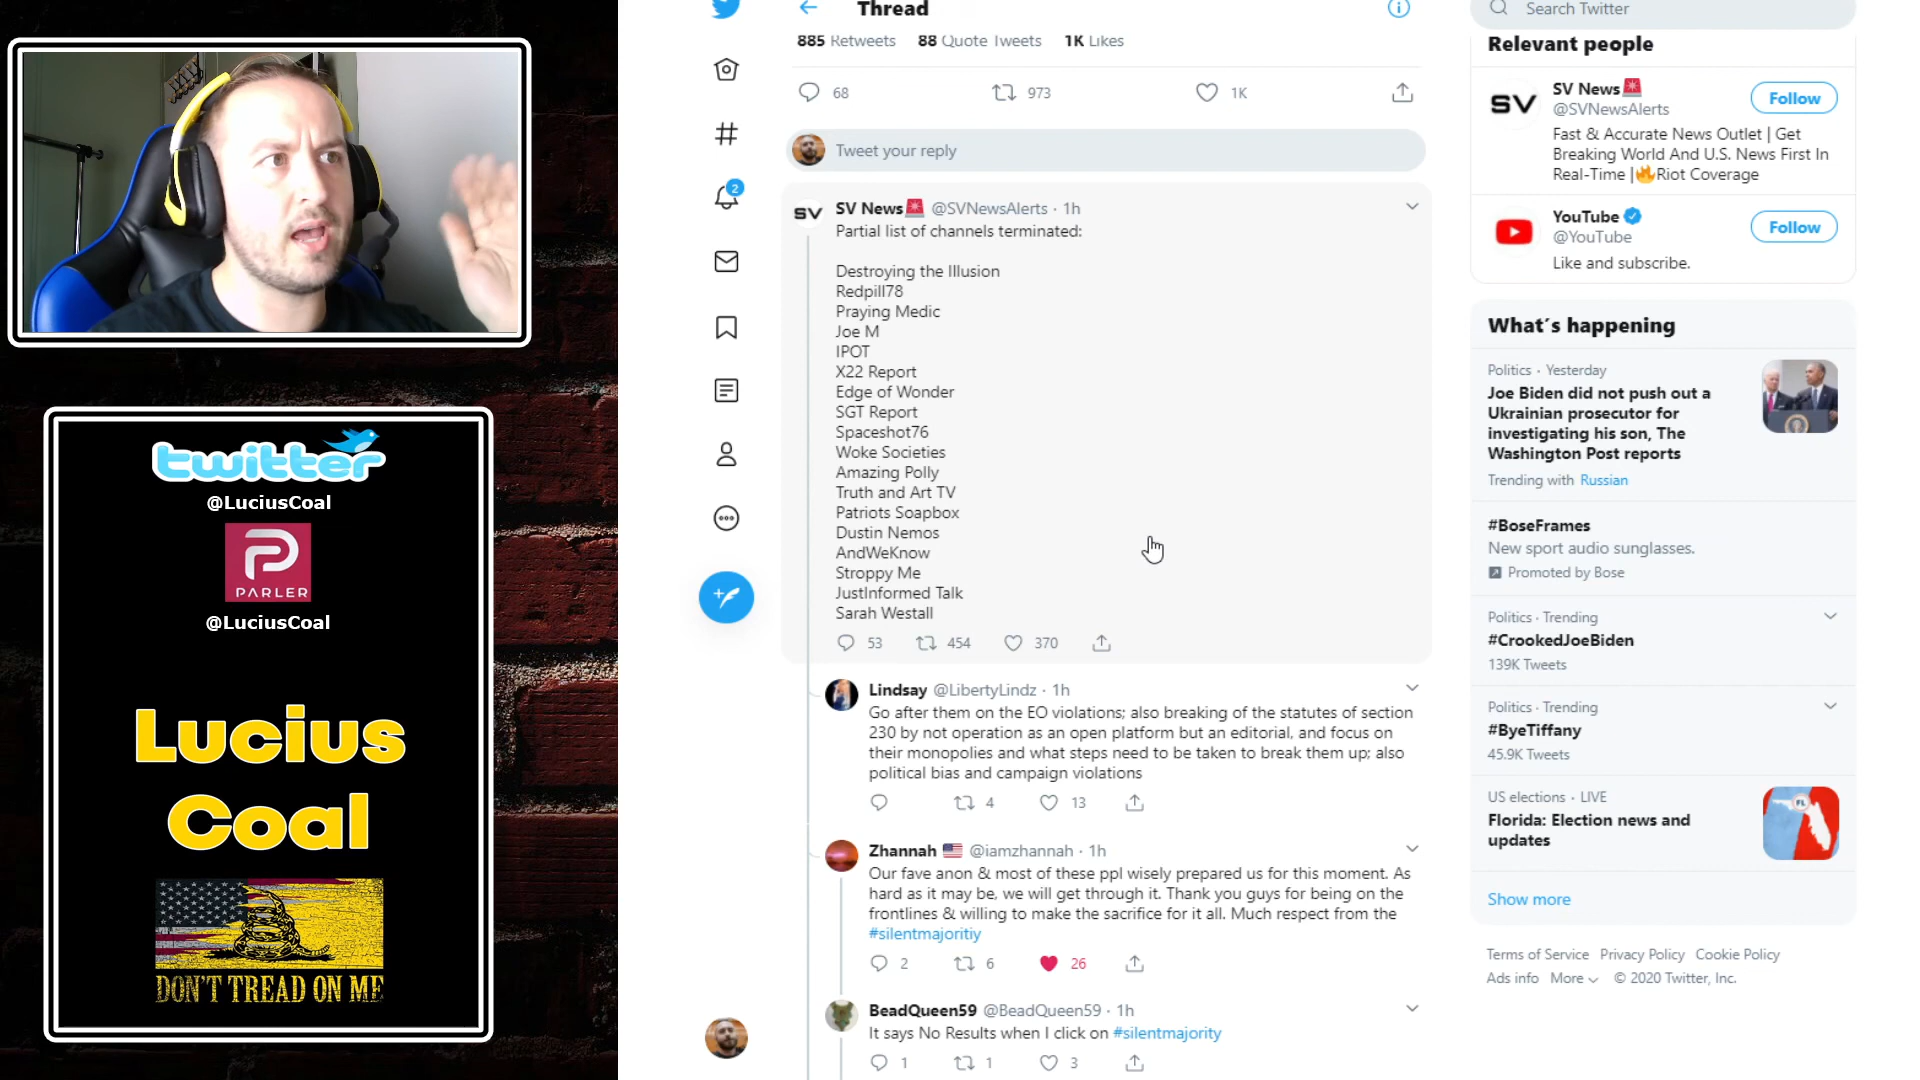 twitter
@LuciusCoal
PARLER
@LuciusCoal
Lucius
Coal
DON'T TREAD ON ME
Thread
885 Retweets 88 Quote Tweets 1K Likes
68 973 1K
Tweet your reply
2
SV SV News @SVNewsAlerts · 1h
Partial list of channels terminated:
Destroying the Illusion
Redpill78
Praying Medic
Joe M
IPOT
X22 Report
Edge of Wonder
SGT Report
Spaceshot76
Woke Societies
Amazing Polly
Truth and Art TV
Patriots Soapbox
Dustin Nemos
AndWeKnow
Stroppy Me
JustInformed Talk
Sarah Westall
53 454 370
Lindsay @LibertyLindz · 1h
Go after them on the EO violations; also breaking of the statutes of section
230 by not operation as an open platform but an editorial, and focus on
their monopolies and what steps need to be taken to break them up; also
political bias and campaign violations
4 13
Zhannah @iamzhannah · 1h
Our fave anon & most of these ppl wisely prepared us for this moment. As
hard as it may be, we will get through it. Thank you guys for being on the
frontlines & willing to make the sacrifice for it all. Much respect from the
#silentmajoritiy
2 6 26
BeadQueen59 @BeadQueen59 · 1h
It says No Results when I click on #silentmajority
1 1 3
Search Twitter
Relevant people
SV
SV News
@SVNewsAlerts
Follow
Fast & Accurate News Outlet | Get
Breaking World And U.S. News First In
Real-Time |🔥Riot Coverage
YouTube
@YouTube
Follow
Like and subscribe.
What's happening
Politics · Yesterday
Joe Biden did not push out a
Ukrainian prosecutor for
investigating his son, The
Washington Post reports
Trending with Russian
#BoseFrames
New sport audio sunglasses.
Promoted by Bose
Politics · Trending
#CrookedJoeBiden
139K Tweets
Politics · Trending
#ByeTiffany
45.9K Tweets
US elections · LIVE
Florida: Election news and
updates
FL
Show more
Terms of Service Privacy Policy Cookie Policy
Ads info More © 2020 Twitter, Inc.